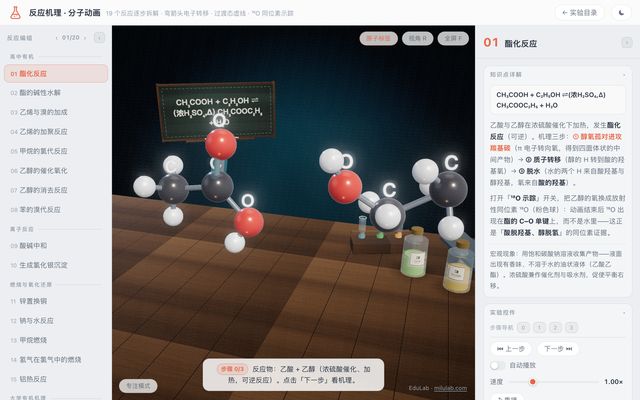 反应机理 · 分子动画
19 个反应逐步拆解 · 弯箭头电子转移 · 过渡态虚线 · ¹⁸O 同位素示踪
← 实验目录
反应编组
‹ 01/20 ›
高中有机
01 酯化反应
02 酯的碱性水解
03 乙烯与溴的加成
04 乙烯的加聚反应
05 甲烷的氯代反应
06 乙醇的催化氧化
07 乙醇的消去反应
08 苯的溴代反应
离子反应
09 酸碱中和
10 生成氯化银沉淀
燃烧与氧化还原
11 锌置换铜
12 钠与水反应
13 甲烷燃烧
14 氢气在氯气中的燃烧
15 铝热反应
大学有机机理
原子标签
视角 R
全屏 F
CH₃COOH + C₂H₅OH ⇌
(浓H₂SO₄,Δ) CH₃COOC₂H₅
+ H₂O
O
C
C
O
O
C
C
步骤 0/3 反应物：乙酸 + 乙醇（浓硫酸催化、加
热，可逆反应）。点击「下一步」看机理。
专注模式
EduLab · milulab.com
01 酯化反应
知识点详解
CH₃COOH + C₂H₅OH ⇌(浓H₂SO₄,Δ)
CH₃COOC₂H₅ + H₂O
乙酸与乙醇在浓硫酸催化下加热，发生酯化
反应（可逆）。机理三步：① 醇氧孤对进攻
羰基碳（π 电子转向氧，得到四面体状的中
间产物）→ ② 质子转移（醇的 H 转到酸的羟
基氧）→ ③ 脱水（水的两个 H 来自酸羟基与
醇羟基，氧来自酸的羟基）。
打开「¹⁸O 示踪」开关，把乙醇的氧换成放射
性同位素 ¹⁸O（粉色球）：动画结束后 ¹⁸O 出
现在酯的 C–O 单键上，而不是水里——这正
是「酸脱羟基、醇脱氢」的同位素证据。
宏观现象：用饱和碳酸钠溶液收集产物——液面
出现有香味、不溶于水的油状液体（乙酸乙
酯）。浓硫酸兼作催化剂与吸水剂，促使平衡右
移。
实验控件
步骤导航 0 1 2 3
⏮ 上一步
下一步 ⏭
自动播放
速度 1.00×